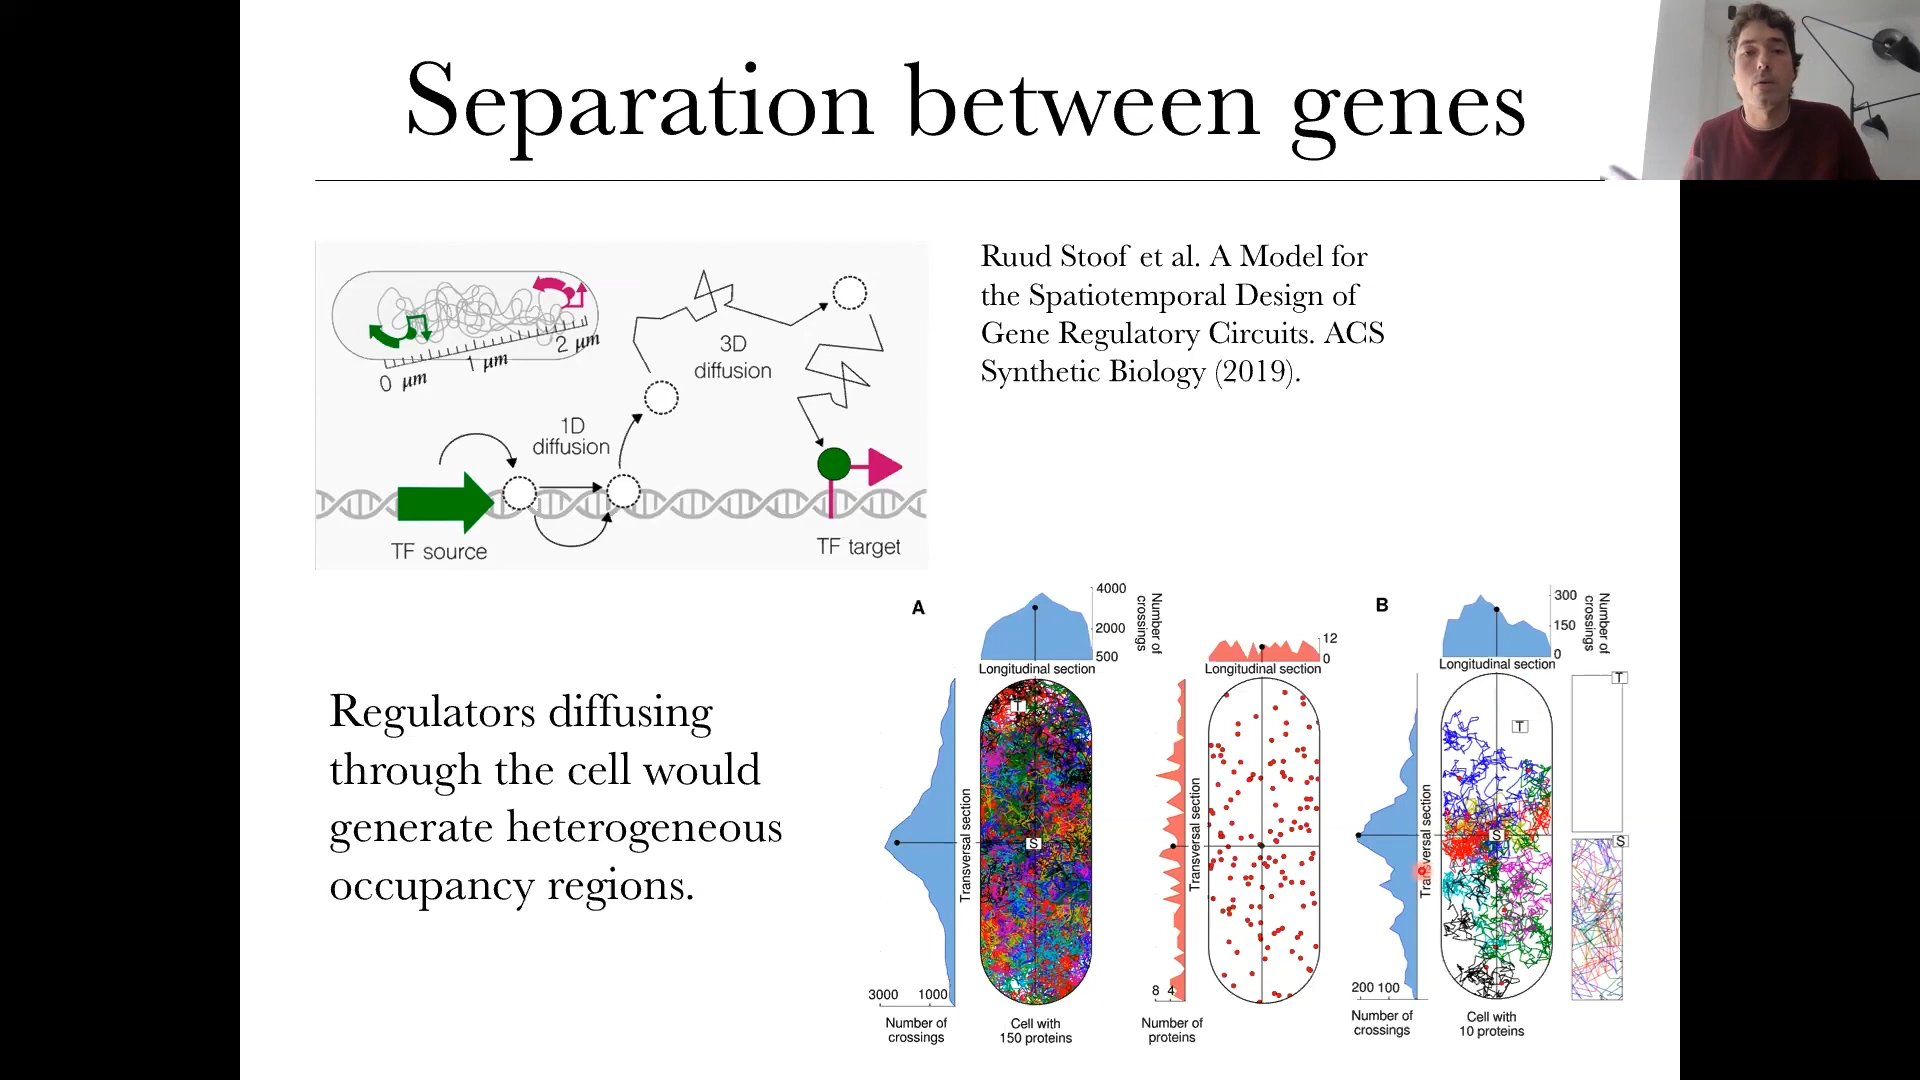 Separation between genes
Ruud Stoof et al. A Model for
the Spatiotemporal Design of
Gene Regulatory Circuits. ACS
Synthetic Biology (2019).
0 μm
1 μm
2 μm
1D
diffusion
3D
diffusion
TF source
TF target
Regulators diffusing
through the cell would
generate heterogeneous
occupancy regions.
A
4000
2000
500
Number of
crossings
Longitudinal section
T
S
Transversal section
3000 1000
Number of
crossings
Cell with
150 proteins
12
0
Longitudinal section
Transversal section
8 4
Number of
proteins
B
300
150
0
Number of
crossings
Longitudinal section
T
S
Transversal section
200 100
Number of
crossings
Cell with
10 proteins
T
S